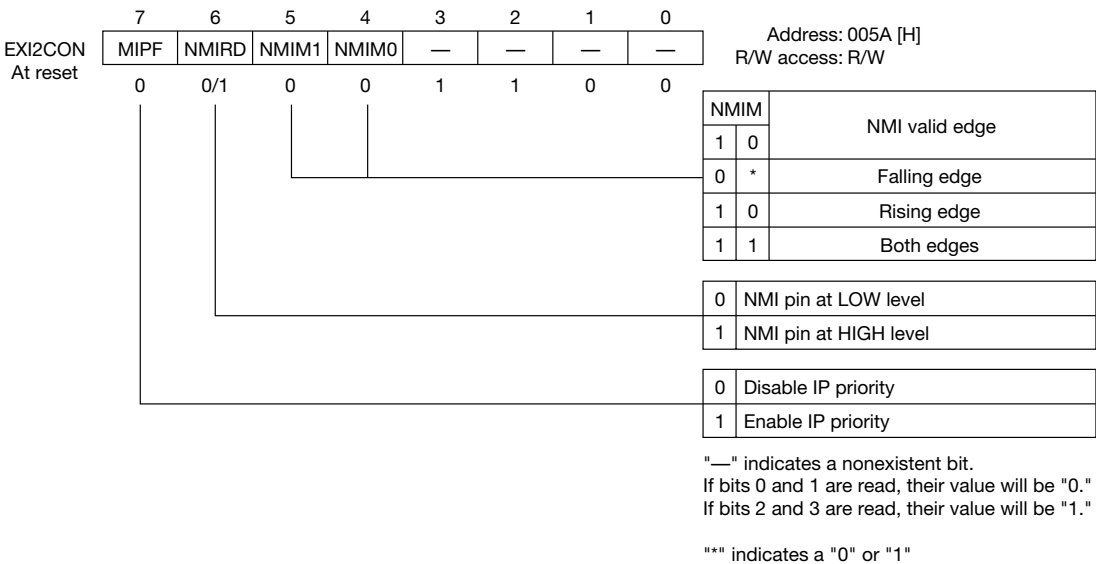 7 6 5 4 3 2 1 0
EXI2CON MIPF NMIRD NMIM1 NMIM0 — — — —
At reset 0 0/1 0 0 1 1 0 0
Address: 005A [H]
R/W access: R/W
NMIM NMI valid edge
1 0
0 * Falling edge
1 0 Rising edge
1 1 Both edges
0 NMI pin at LOW level
1 NMI pin at HIGH level
0 Disable IP priority
1 Enable IP priority
"—" indicates a nonexistent bit.
If bits 0 and 1 are read, their value will be "0."
If bits 2 and 3 are read, their value will be "1."
"*" indicates a "0" or "1"